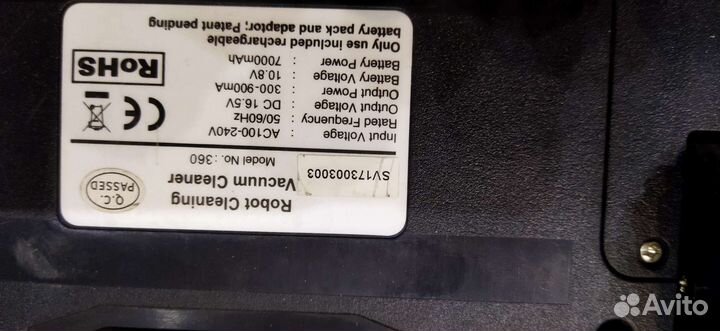 Robot Cleaning
Vacuum Cleaner
Model No.: 360
SV173003003
Q.C.
PASSED
Input Voltage : AC100-240V
Rated Frequency : 50/60Hz
Output Voltage : DC 16.5V
Output Power : 300-900mA
Battery Voltage : 10.8V
Battery Power : 7000mAh
CE
RoHS
Only use included rechargeable
battery pack and adaptor; Patent pending
Avito